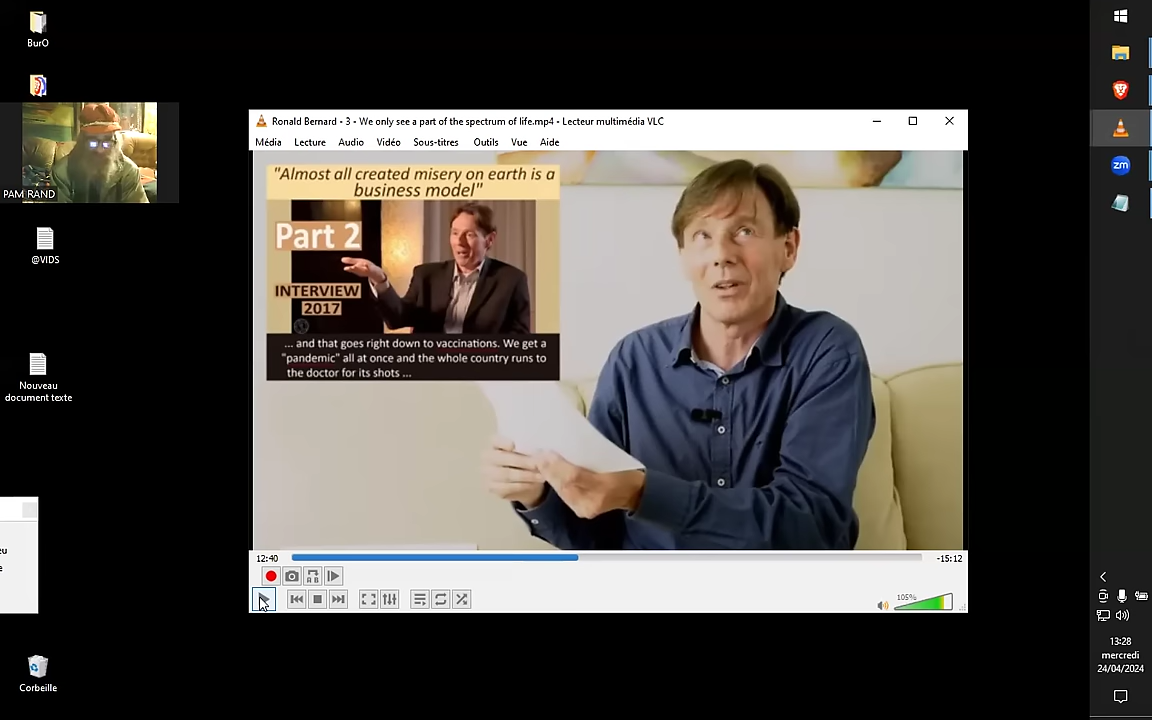 BurO
PAM RAND
@VIDS
Nouveau
document texte
eu
e
Corbeille
Ronald Bernard - 3 - We only see a part of the spectrum of life.mp4 - Lecteur multimédia VLC
Média Lecture Audio Vidéo Sous-titres Outils Vue Aide
"Almost all created misery on earth is a
business model"
Part 2
INTERVIEW
2017
... and that goes right down to vaccinations. We get a
"pandemic" all at once and the whole country runs to
the doctor for its shots ...
12:40 -15:12
105%
zm
13:28
mercredi
24/04/2024